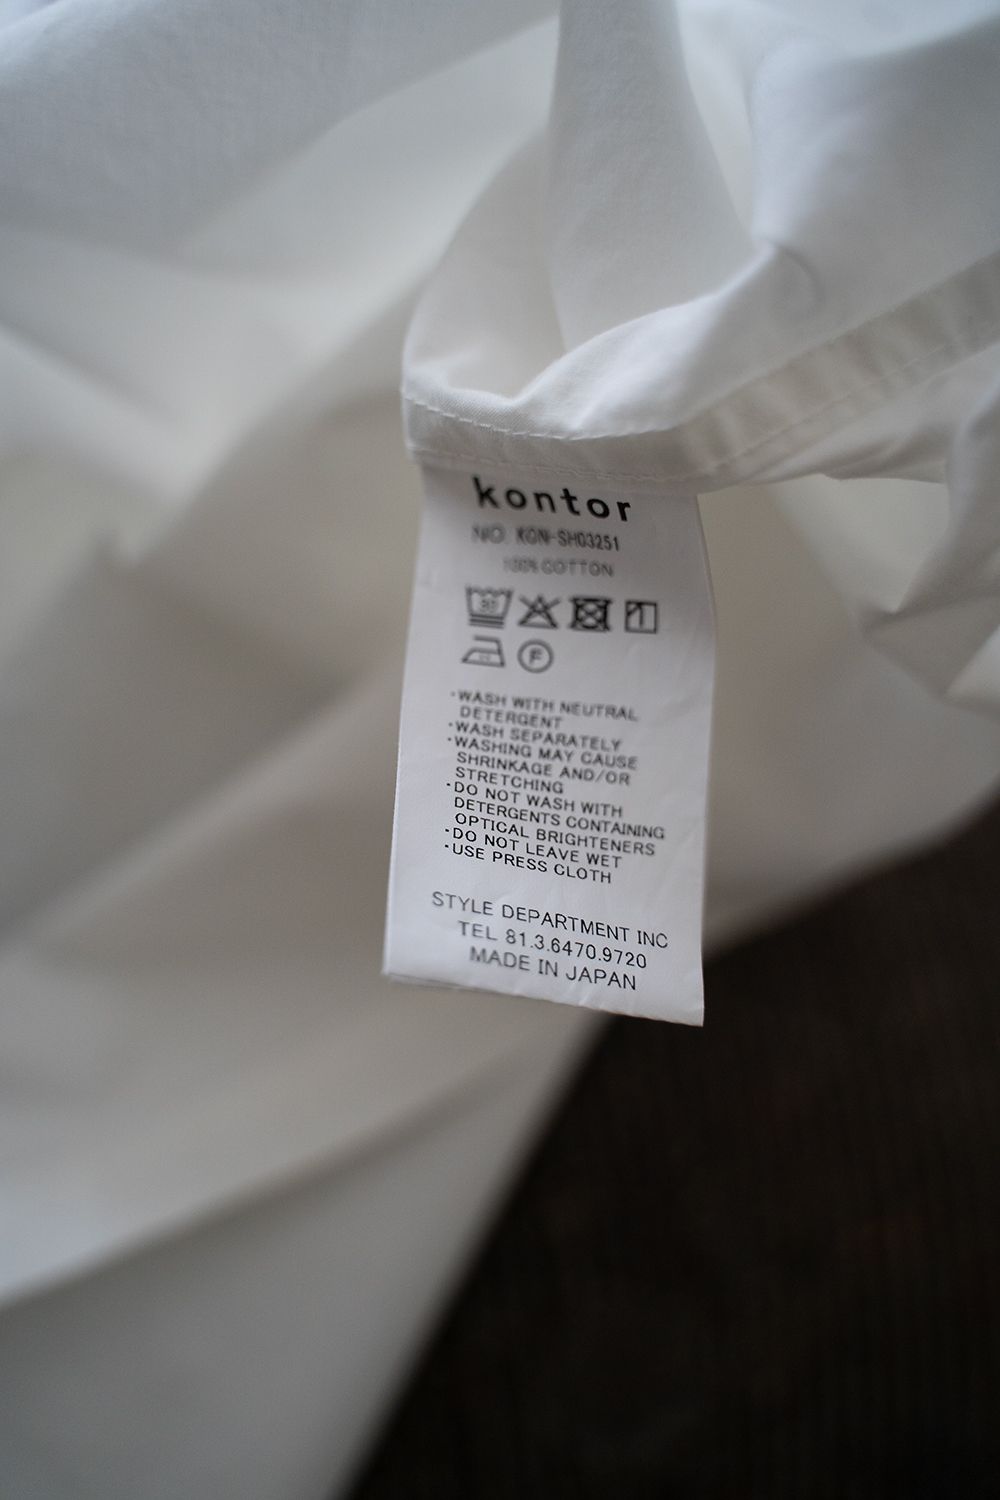 kontor
NO. KON-SH03251
100% COTTON
30
F
·WASH WITH NEUTRAL
DETERGENT
·WASH SEPARATELY
·WASHING MAY CAUSE
SHRINKAGE AND/OR
STRETCHING
·DO NOT WASH WITH
DETERGENTS CONTAINING
OPTICAL BRIGHTENERS
·DO NOT LEAVE WET
·USE PRESS CLOTH
STYLE DEPARTMENT INC
TEL 81.3.6470.9720
MADE IN JAPAN